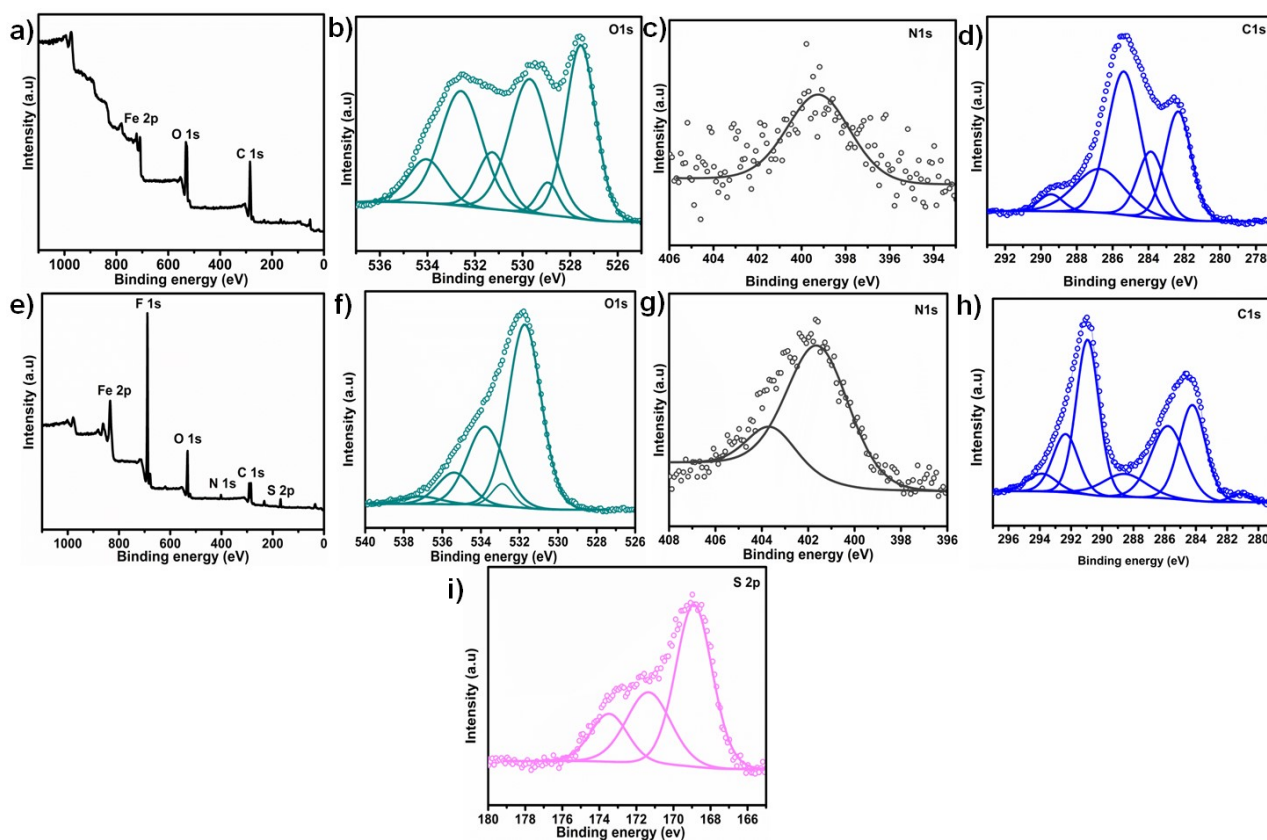 a)
Fe 2p
O 1s
C 1s
Intensity (a.u)
1000 800 600 400 200 0
Binding energy (eV)
b)
O1s
Intensity (a.u)
536 534 532 530 528 526
Binding energy (eV)
c)
N1s
Intensity (a.u)
406 404 402 400 398 396 394
Binding energy (eV)
d)
C1s
Intensity (a.u)
292 290 288 286 284 282 280 278
Binding energy (eV)
e)
F 1s
Fe 2p
O 1s
N 1s
C 1s
S 2p
Intensity (a.u)
1000 800 600 400 200 0
Binding energy (eV)
f)
O1s
Intensity (a.u)
540 538 536 534 532 530 528 526
Binding energy (eV)
g)
N1s
Intensity (a.u)
408 406 404 402 400 398 396
Binding energy (eV)
h)
C1s
Intensity (a.u)
296 294 292 290 288 286 284 282 280
Binding energy (eV)
i)
S 2p
Intensity (a.u)
180 178 176 174 172 170 168 166
Binding energy (ev)